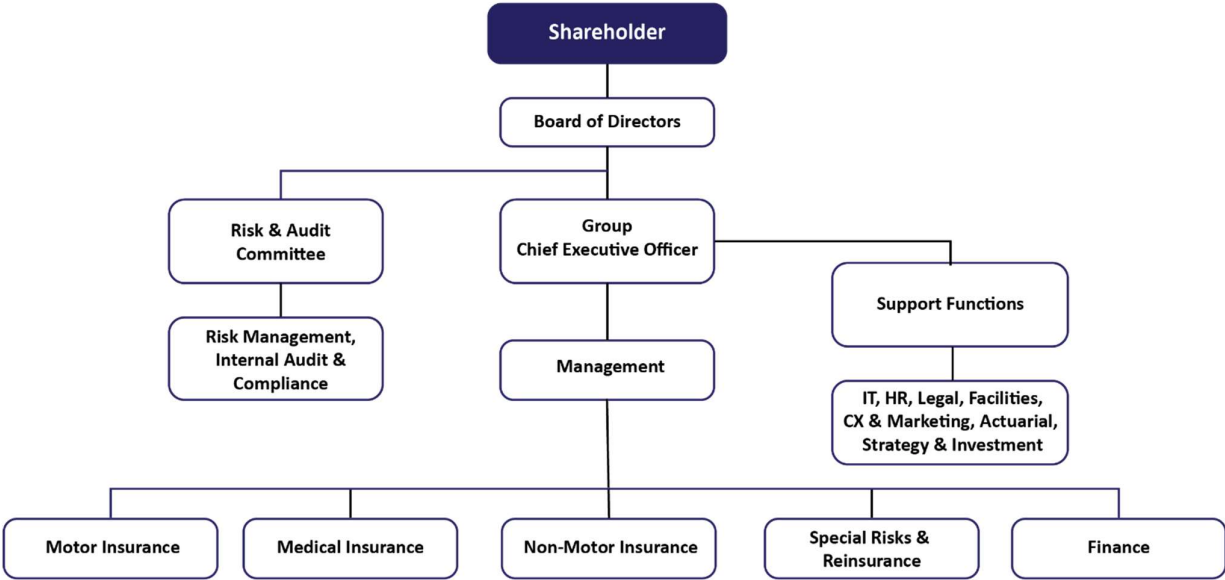 Shareholder
Board of Directors
Risk & Audit
Committee
Group
Chief Executive Officer
Support Functions
Risk Management,
Internal Audit &
Compliance
Management
IT, HR, Legal, Facilities,
CX & Marketing, Actuarial,
Strategy & Investment
Motor Insurance
Medical Insurance
Non-Motor Insurance
Special Risks &
Reinsurance
Finance